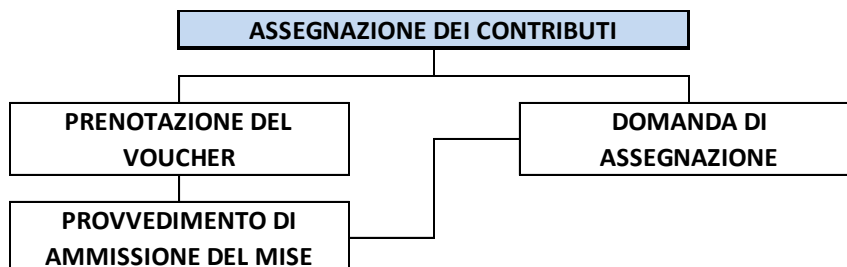 ASSEGNAZIONE DEI CONTRIBUTI
PRENOTAZIONE DEL
VOUCHER
DOMANDA DI
ASSEGNAZIONE
PROVVEDIMENTO DI
AMMISSIONE DEL MISE